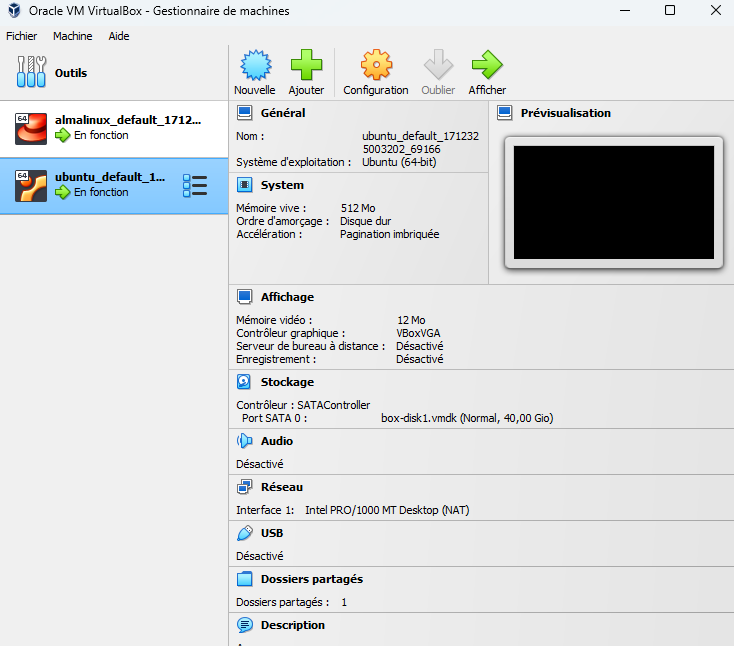 Oracle VM VirtualBox - Gestionnaire de machines
Fichier Machine Aide
Outils
Nouvelle Ajouter Configuration Oublier Afficher
64
almalinux_default_1712...
En fonction
64
ubuntu_default_1...
En fonction
Général
Nom : ubuntu_default_171232
5003202_69166
Système d'exploitation : Ubuntu (64-bit)
Prévisualisation
System
Mémoire vive : 512 Mo
Ordre d'amorçage : Disque dur
Accélération : Pagination imbriquée
Affichage
Mémoire vidéo : 12 Mo
Contrôleur graphique : VBoxVGA
Serveur de bureau à distance : Désactivé
Enregistrement : Désactivé
Stockage
Contrôleur : SATAController
Port SATA 0 : box-disk1.vmdk (Normal, 40,00 Gio)
Audio
Désactivé
Réseau
Interface 1: Intel PRO/1000 MT Desktop (NAT)
USB
Désactivé
Dossiers partagés
Dossiers partagés : 1
Description